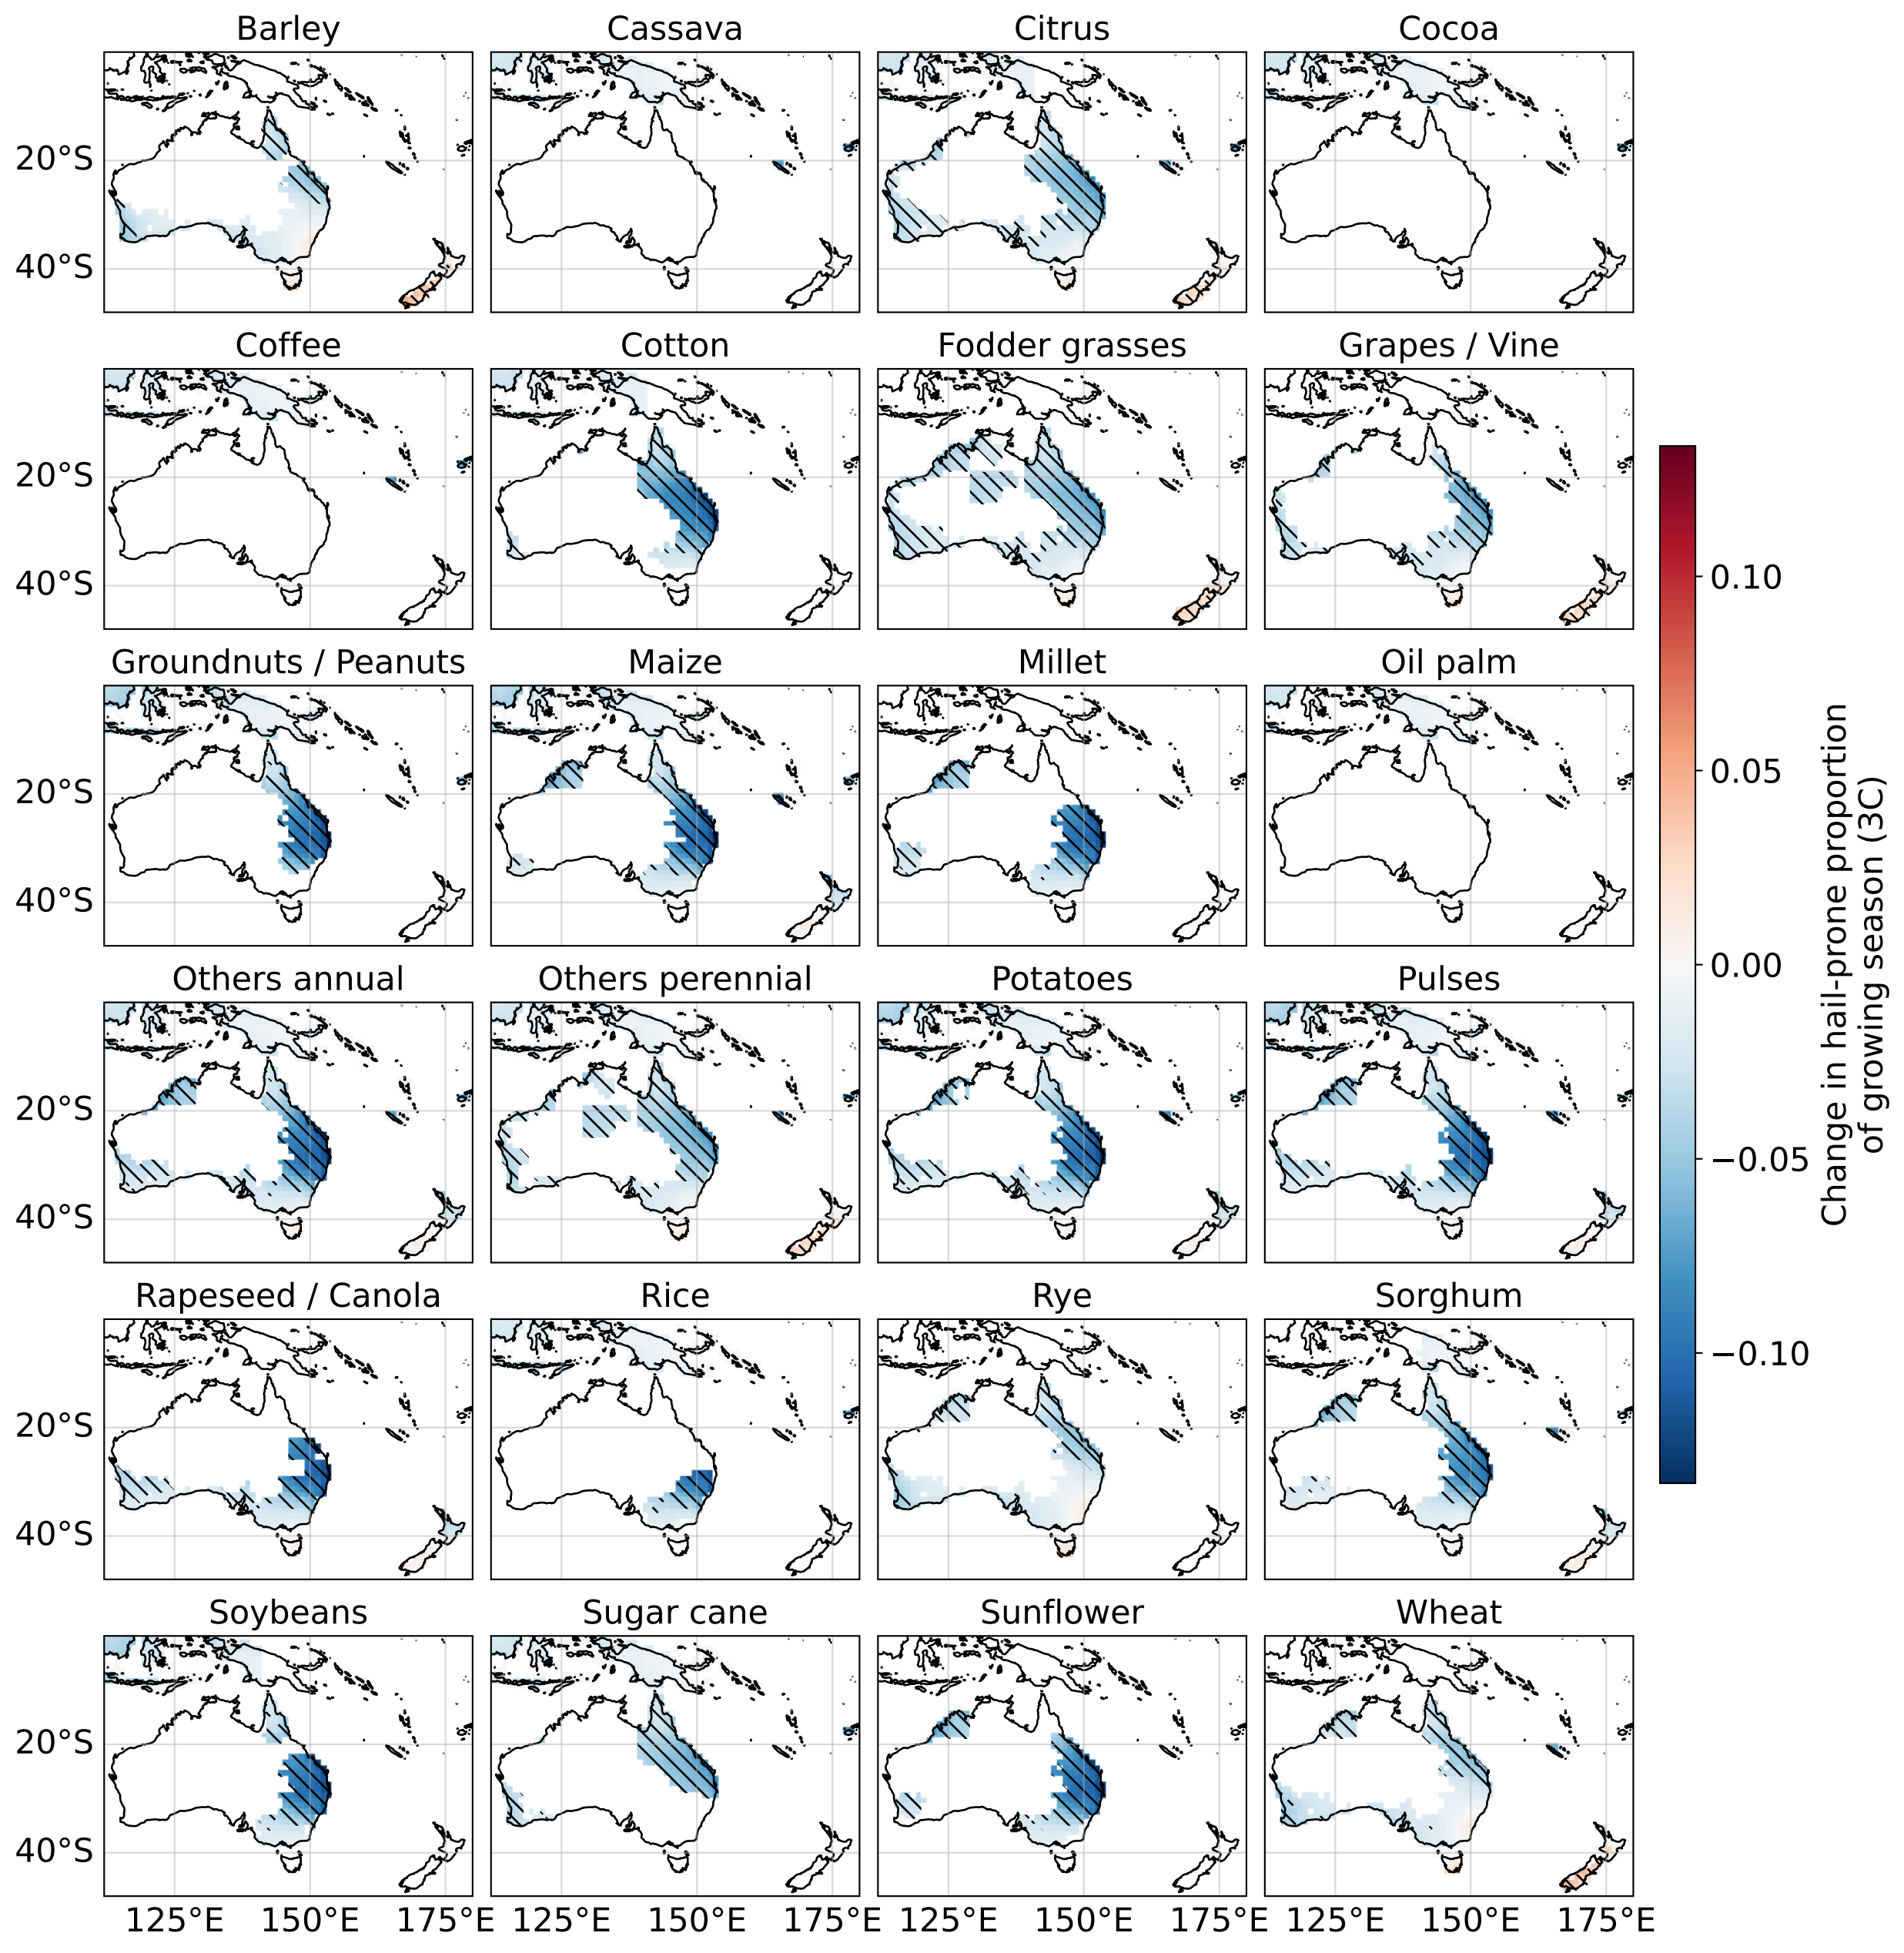 Barley Cassava Citrus Cocoa
20°S
40°S
Coffee Cotton Fodder grasses Grapes / Vine
20°S
40°S
Groundnuts / Peanuts Maize Millet Oil palm
20°S
40°S
Others annual Others perennial Potatoes Pulses
20°S
40°S
Rapeseed / Canola Rice Rye Sorghum
20°S
40°S
Soybeans Sugar cane Sunflower Wheat
20°S
40°S
125°E 150°E 175°E 125°E 150°E 175°E 125°E 150°E 175°E 125°E 150°E 175°E
0.10
0.05
0.00
−0.05
−0.10
Change in hail-prone proportion
of growing season (3C)